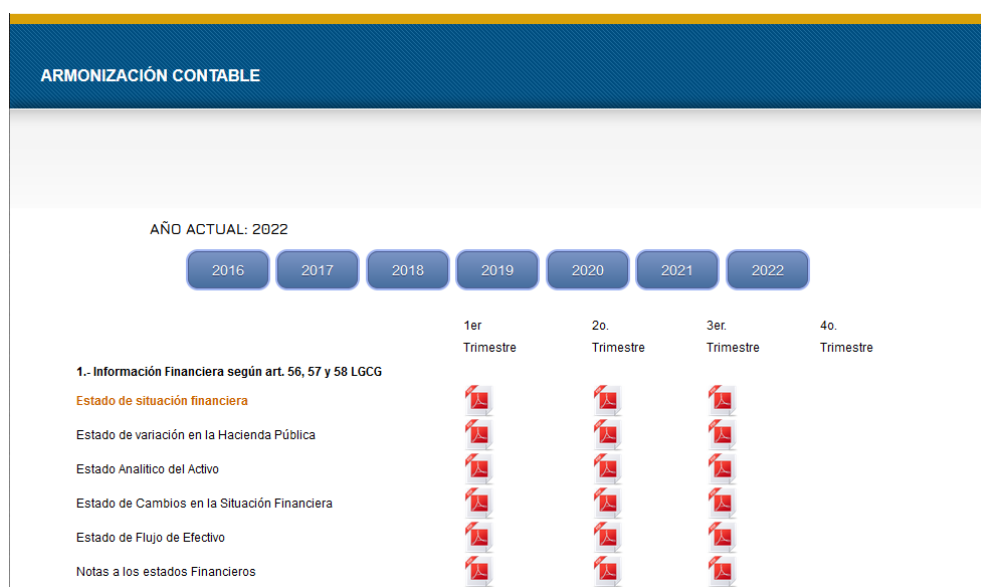 ARMONIZACIÓN CONTABLE
AÑO ACTUAL: 2022
2016 2017 2018 2019 2020 2021 2022
1er 2o. 3er. 4o.
Trimestre Trimestre Trimestre Trimestre
1.- Información Financiera según art. 56, 57 y 58 LGCG
Estado de situación financiera
Estado de variación en la Hacienda Pública
Estado Analitico del Activo
Estado de Cambios en la Situación Financiera
Estado de Flujo de Efectivo
Notas a los estados Financieros